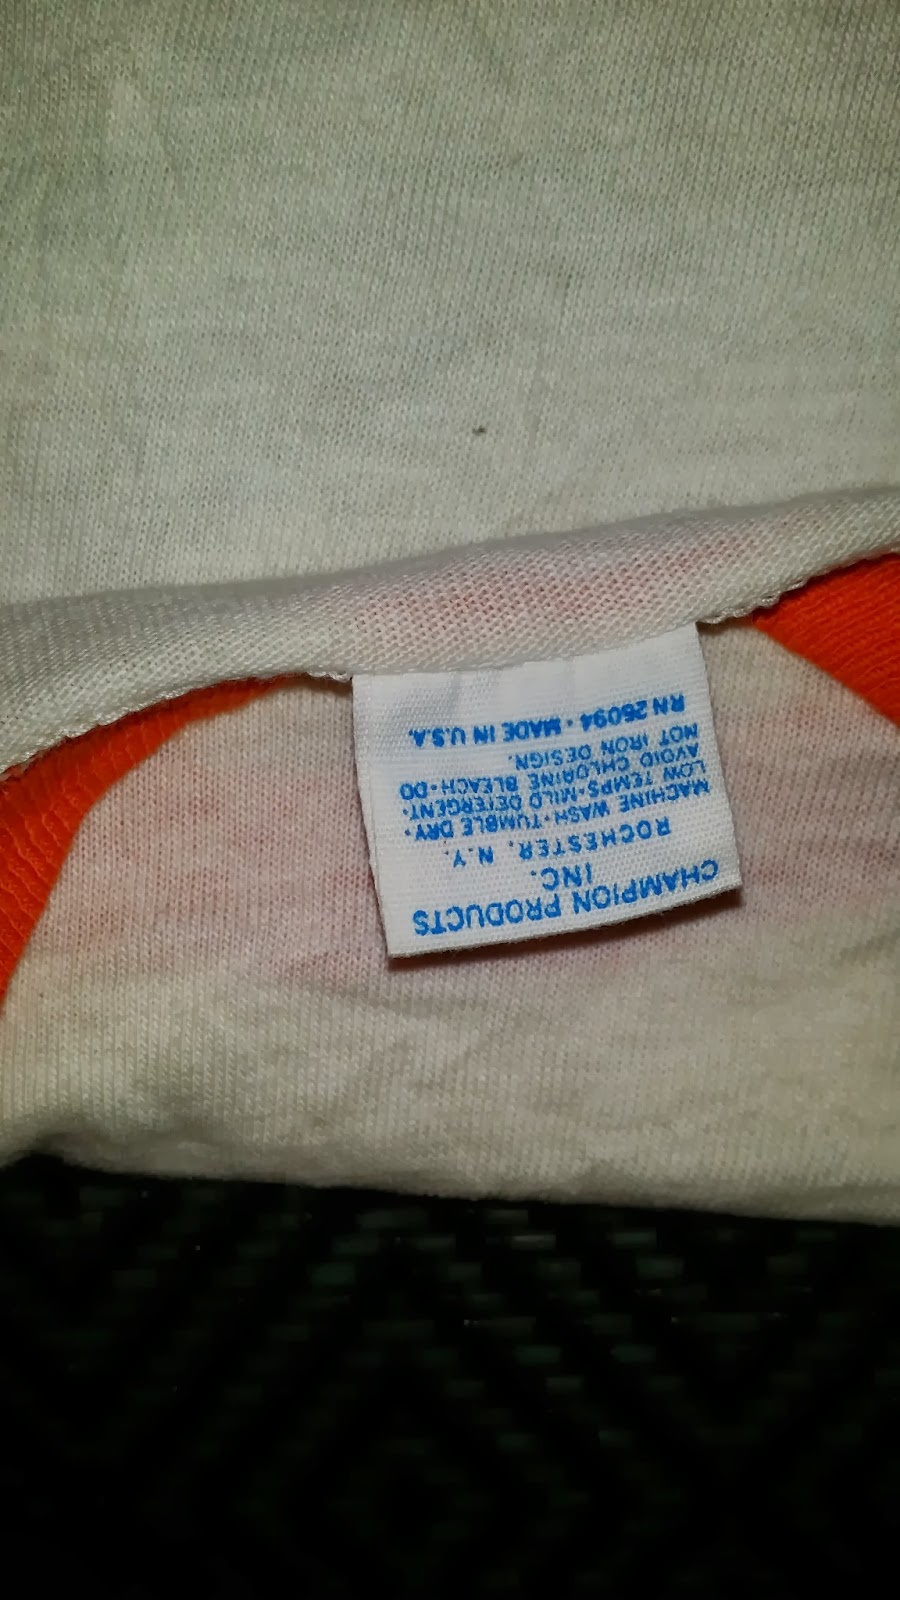 CHAMPION PRODUCTS
INC.
ROCHESTER, N.Y.
MACHINE WASH·TUMBLE DRY·
LOW TEMPS·MILD DETERGENT·
AVOID CHLORINE BLEACH·DO
NOT IRON DESIGN.
RN 26094 · MADE IN U.S.A.